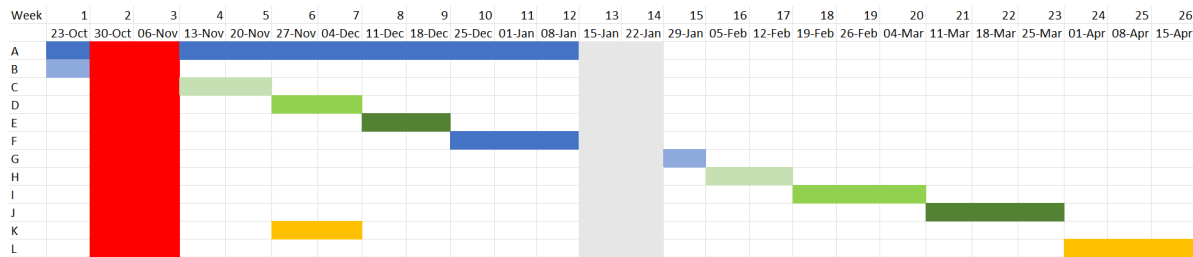 Week 1 2 3 4 5 6 7 8 9 10 11 12 13 14 15 16 17 18 19 20 21 22 23 24 25 26
23-Oct 30-Oct 06-Nov 13-Nov 20-Nov 27-Nov 04-Dec 11-Dec 18-Dec 25-Dec 01-Jan 08-Jan 15-Jan 22-Jan 29-Jan 05-Feb 12-Feb 19-Feb 26-Feb 04-Mar 11-Mar 18-Mar 25-Mar 01-Apr 08-Apr 15-Apr
A
B
C
D
E
F
G
H
I
J
K
L